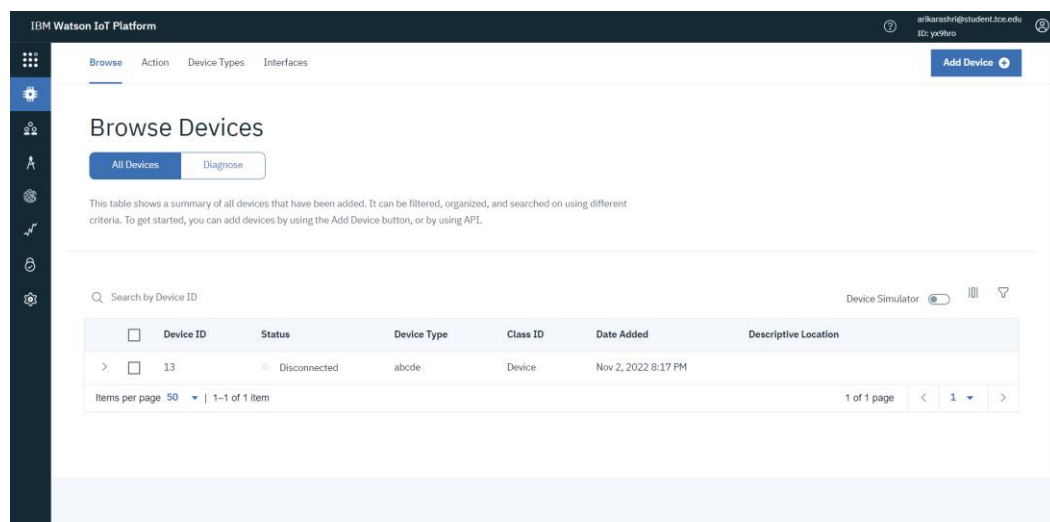 IBM Watson IoT Platform
arikarashri@student.tce.edu
ID: yx9hro
Browse Action Device Types Interfaces
Add Device
Browse Devices
All Devices Diagnose
This table shows a summary of all devices that have been added. It can be filtered, organized, and searched on using different
criteria. To get started, you can add devices by using the Add Device button, or by using API.
Search by Device ID
Device Simulator
Device ID Status Device Type Class ID Date Added Descriptive Location
13 Disconnected abcde Device Nov 2, 2022 8:17 PM
Items per page 50 | 1–1 of 1 item
1 of 1 page < 1 >